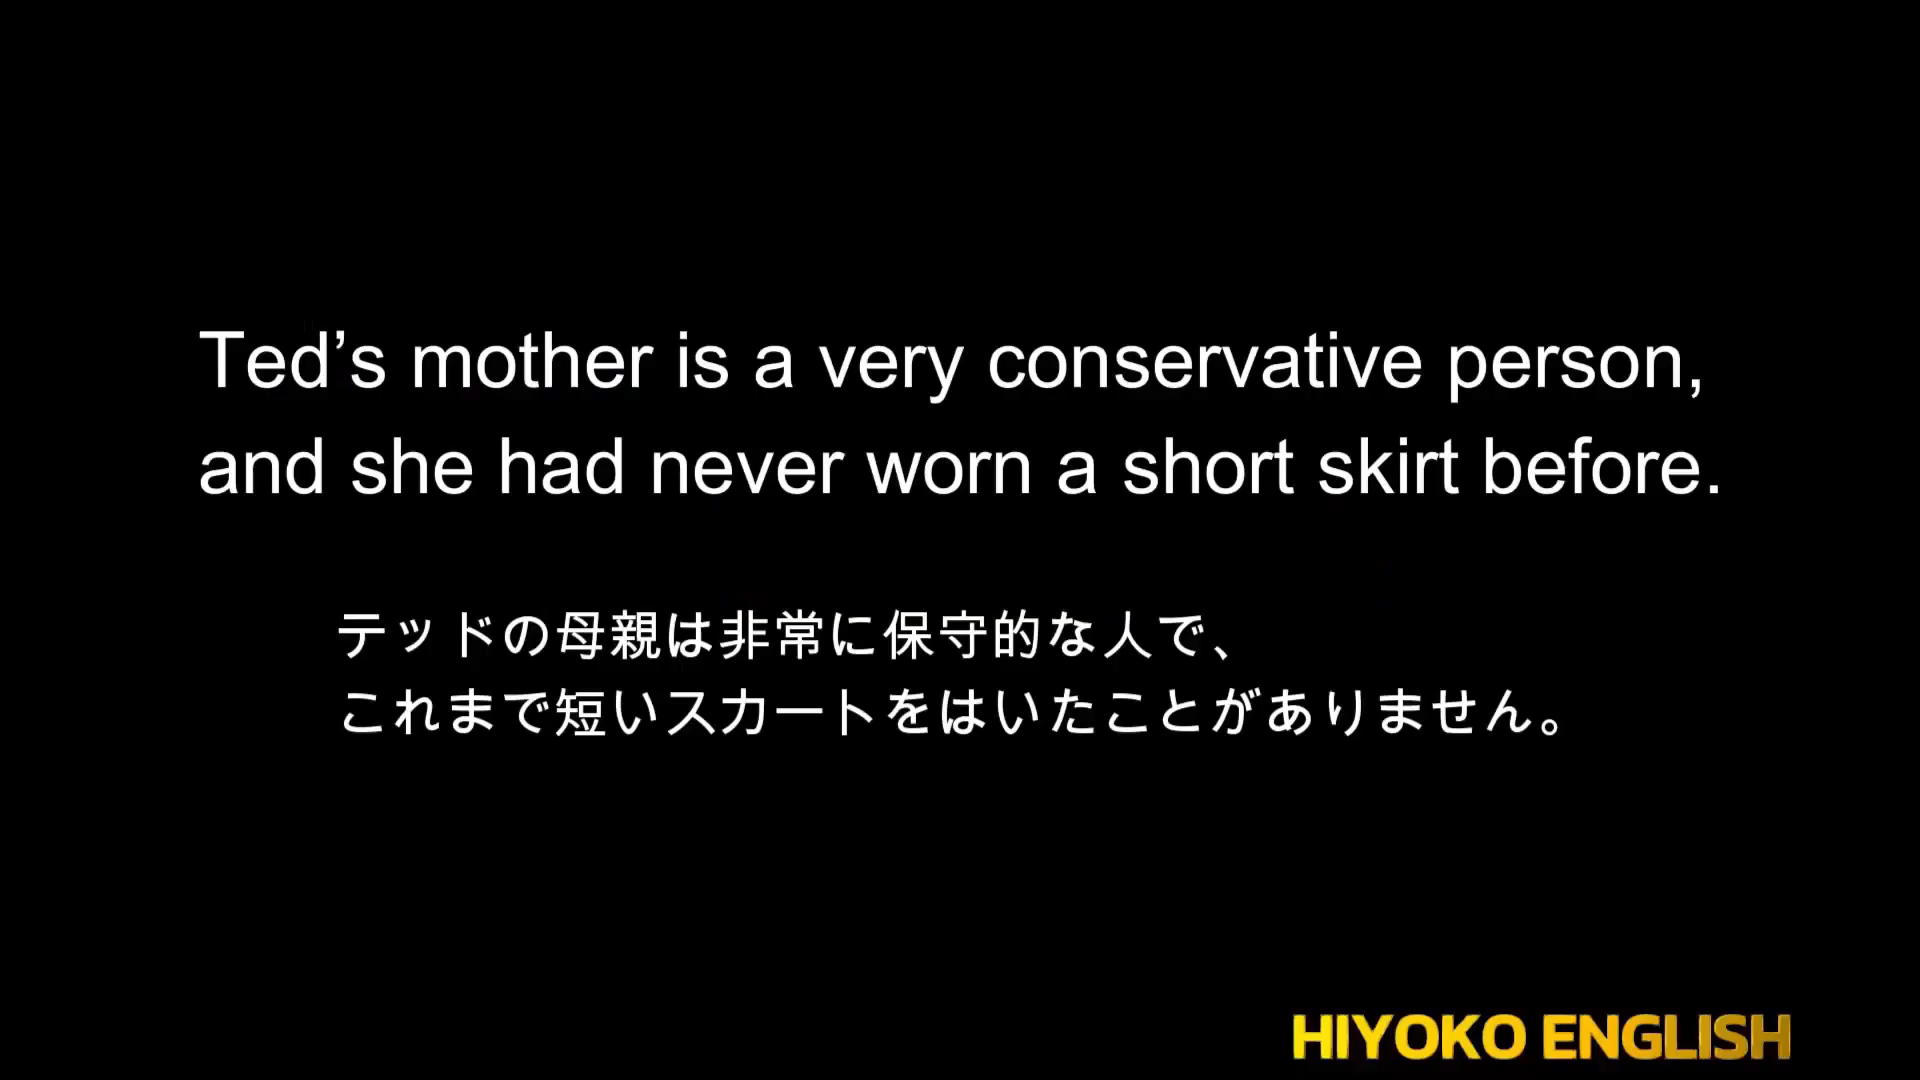 Ted’s mother is a very conservative person,
and she had never worn a short skirt before.
テッドの母親は非常に保守的な人で、
これまで短いスカートをはいたことがありません。
HIYOKO ENGLISH